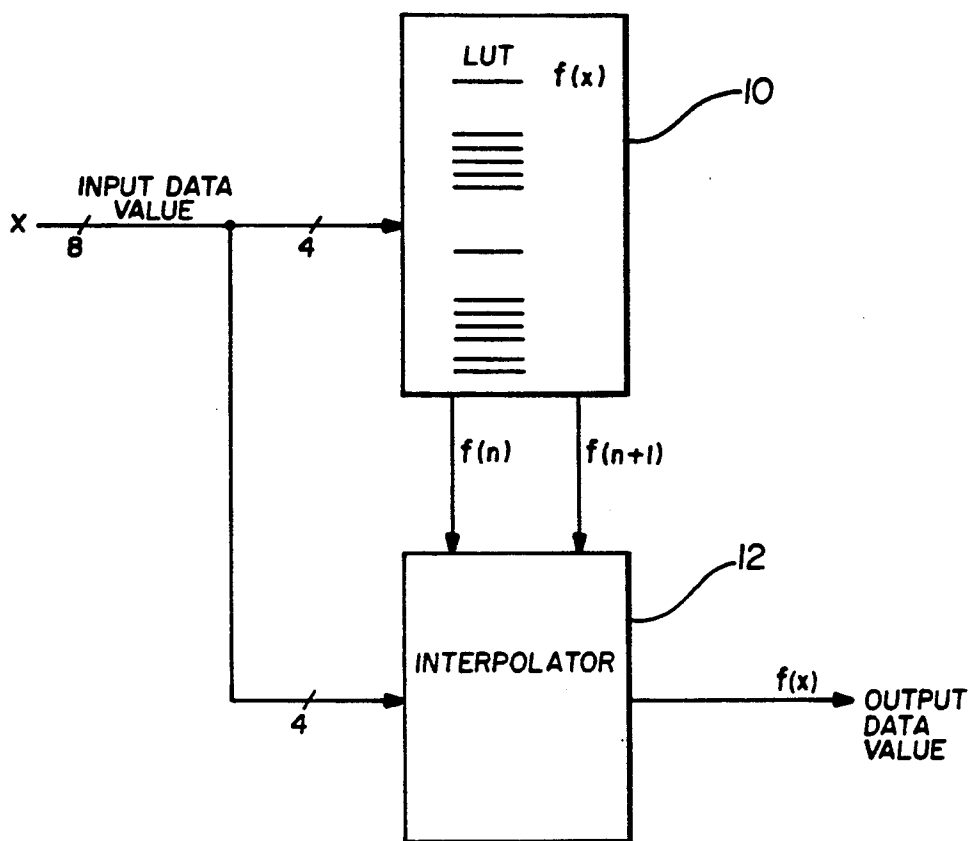 LUT
f(x)
10
INPUT DATA
VALUE
X
8
4
f(n)
f(n+1)
12
INTERPOLATOR
4
f(x)
OUTPUT
DATA
VALUE